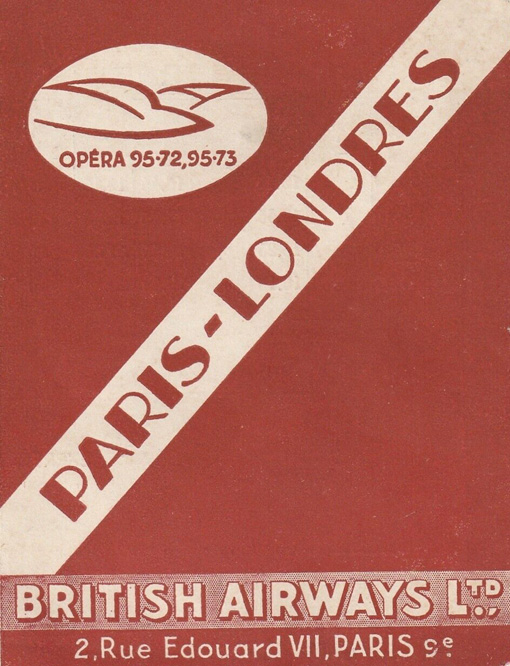 OPÉRA 95-72,95-73
PARIS-LONDRES
BRITISH AIRWAYS LTD.,
2,Rue Edouard VII,PARIS 9e